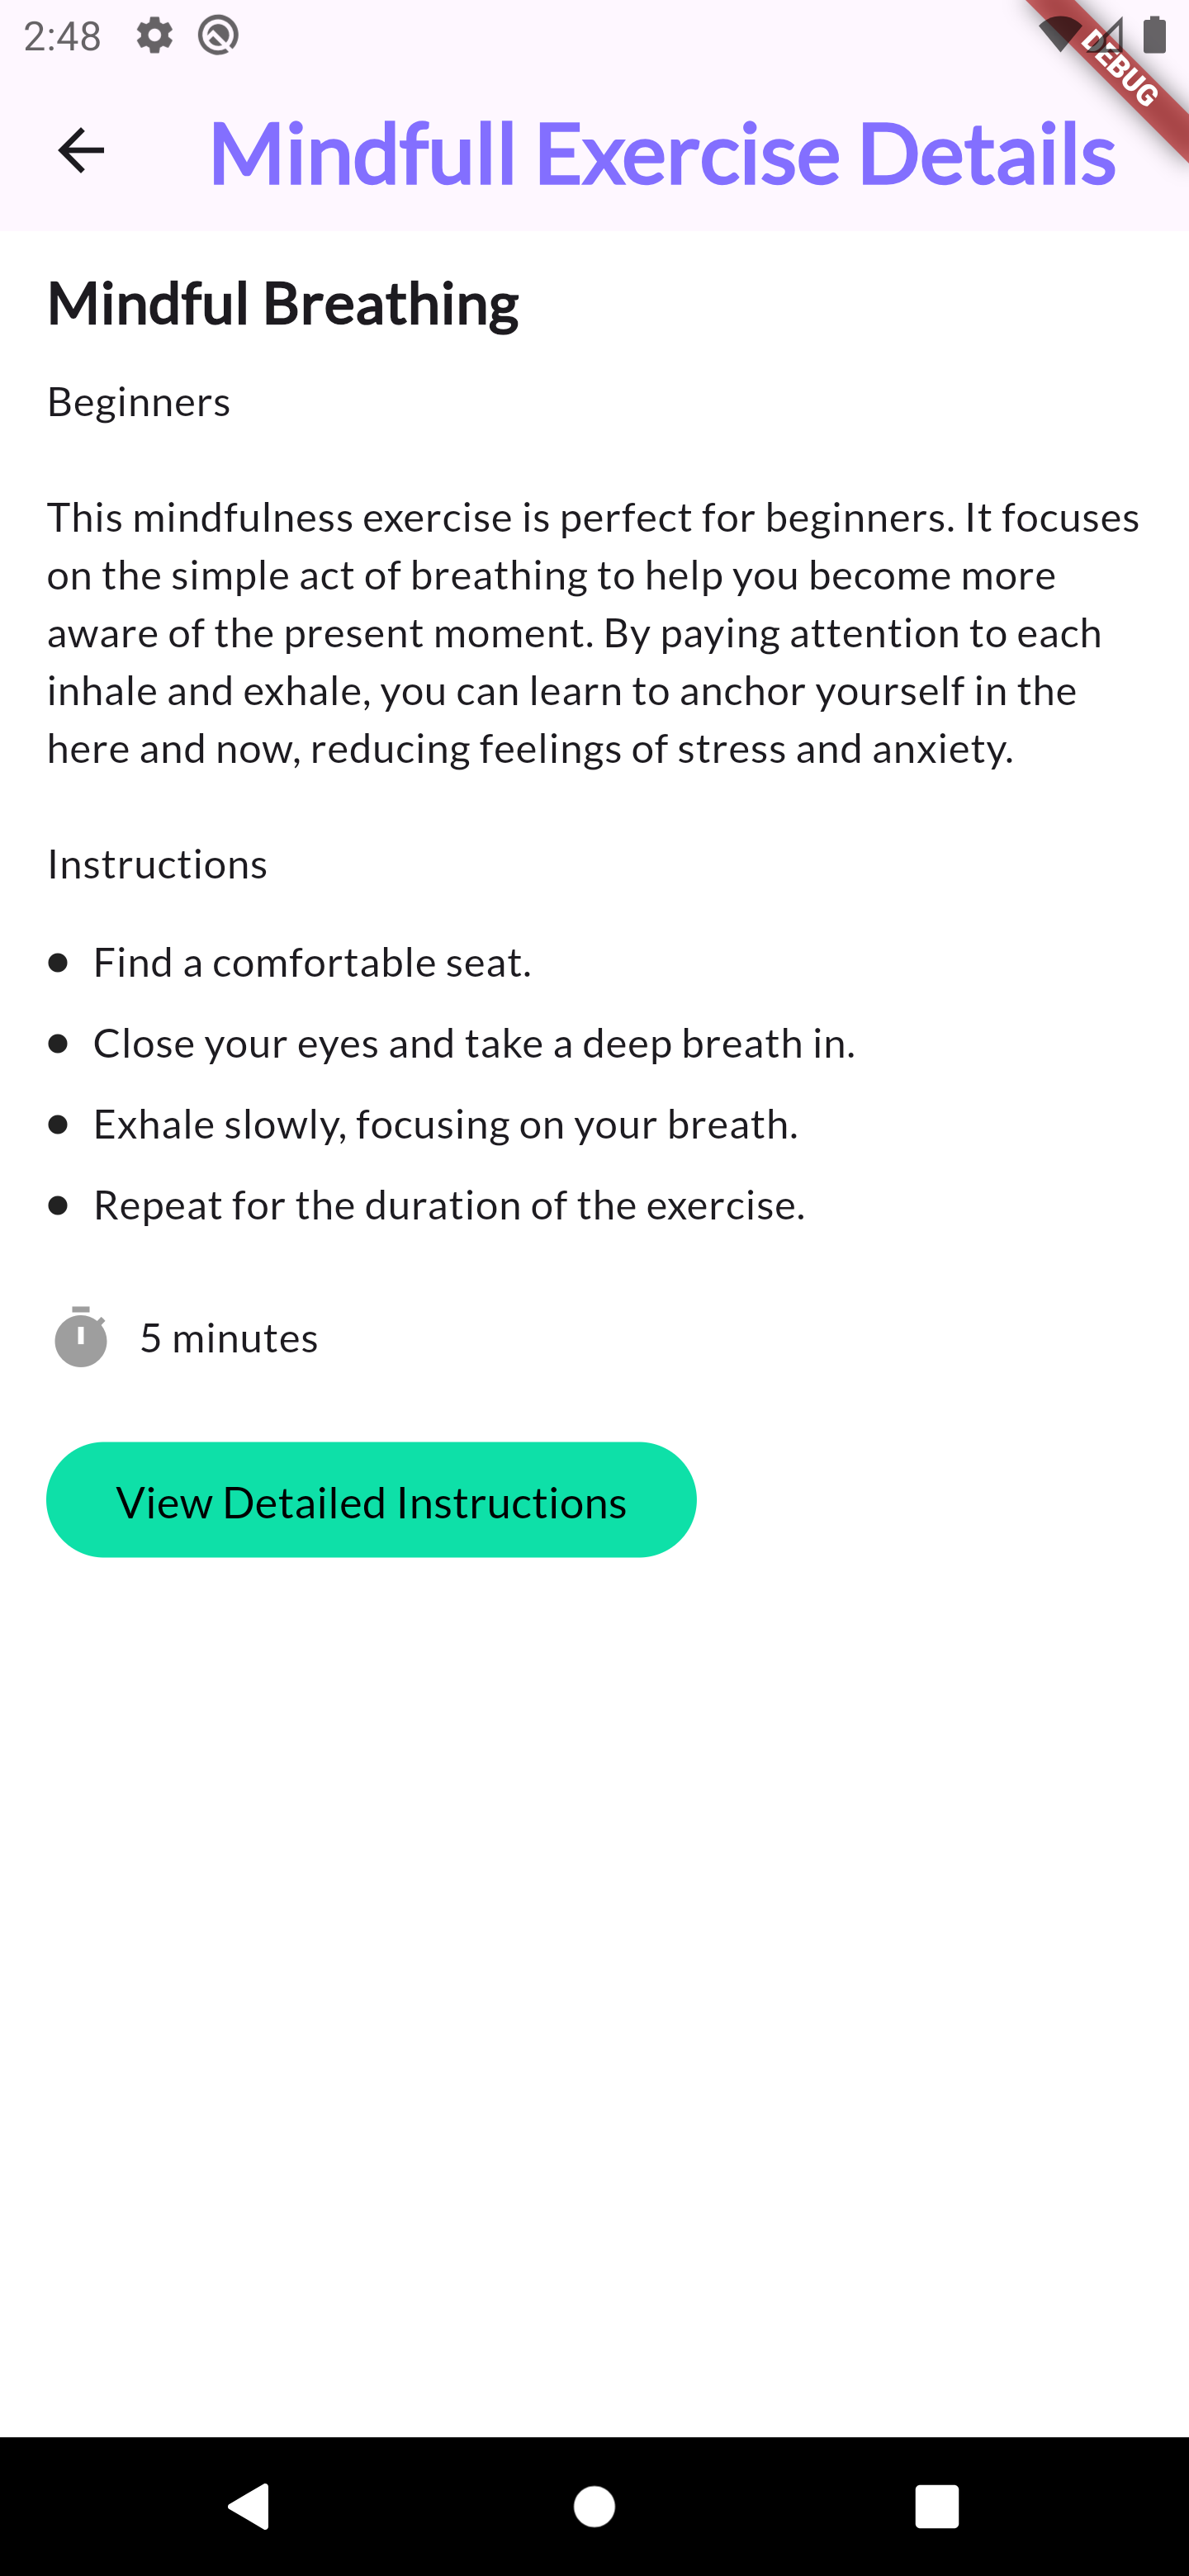 2:48
DEBUG
Mindfull Exercise Details
Mindful Breathing
Beginners
This mindfulness exercise is perfect for beginners. It focuses
on the simple act of breathing to help you become more
aware of the present moment. By paying attention to each
inhale and exhale, you can learn to anchor yourself in the
here and now, reducing feelings of stress and anxiety.
Instructions
● Find a comfortable seat.
● Close your eyes and take a deep breath in.
● Exhale slowly, focusing on your breath.
● Repeat for the duration of the exercise.
5 minutes
View Detailed Instructions